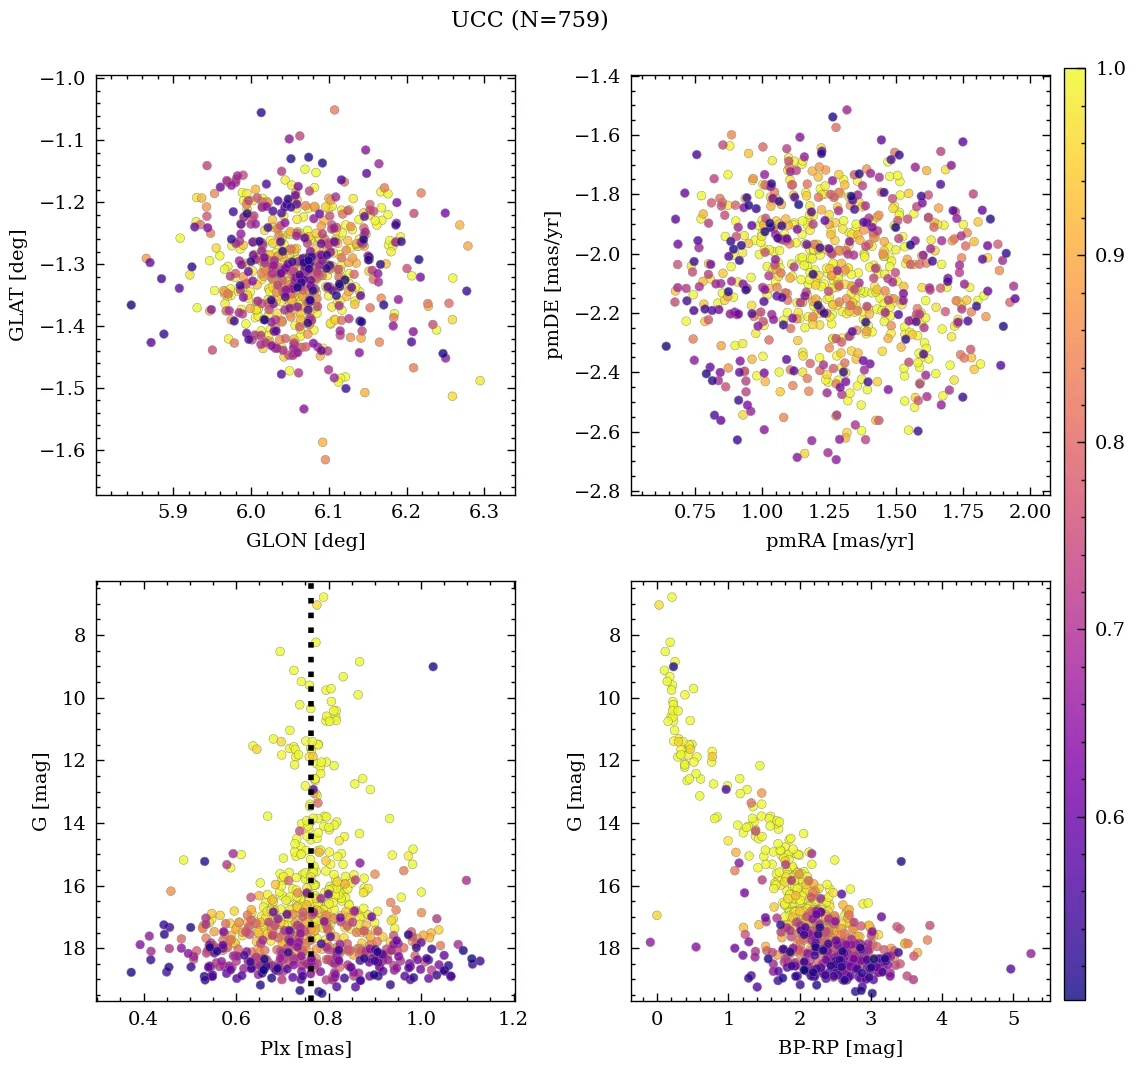 UCC (N=759)
−1.0
−1.1
−1.2
−1.3
−1.4
−1.5
−1.6
GLAT [deg]
5.9 6.0 6.1 6.2 6.3
GLON [deg]
−1.4
−1.6
−1.8
−2.0
−2.2
−2.4
−2.6
−2.8
pmDE [mas/yr]
0.75 1.00 1.25 1.50 1.75 2.00
pmRA [mas/yr]
8
10
12
14
16
18
G [mag]
0.4 0.6 0.8 1.0 1.2
Plx [mas]
8
10
12
14
16
18
G [mag]
0 1 2 3 4 5
BP-RP [mag]
1.0
0.9
0.8
0.7
0.6